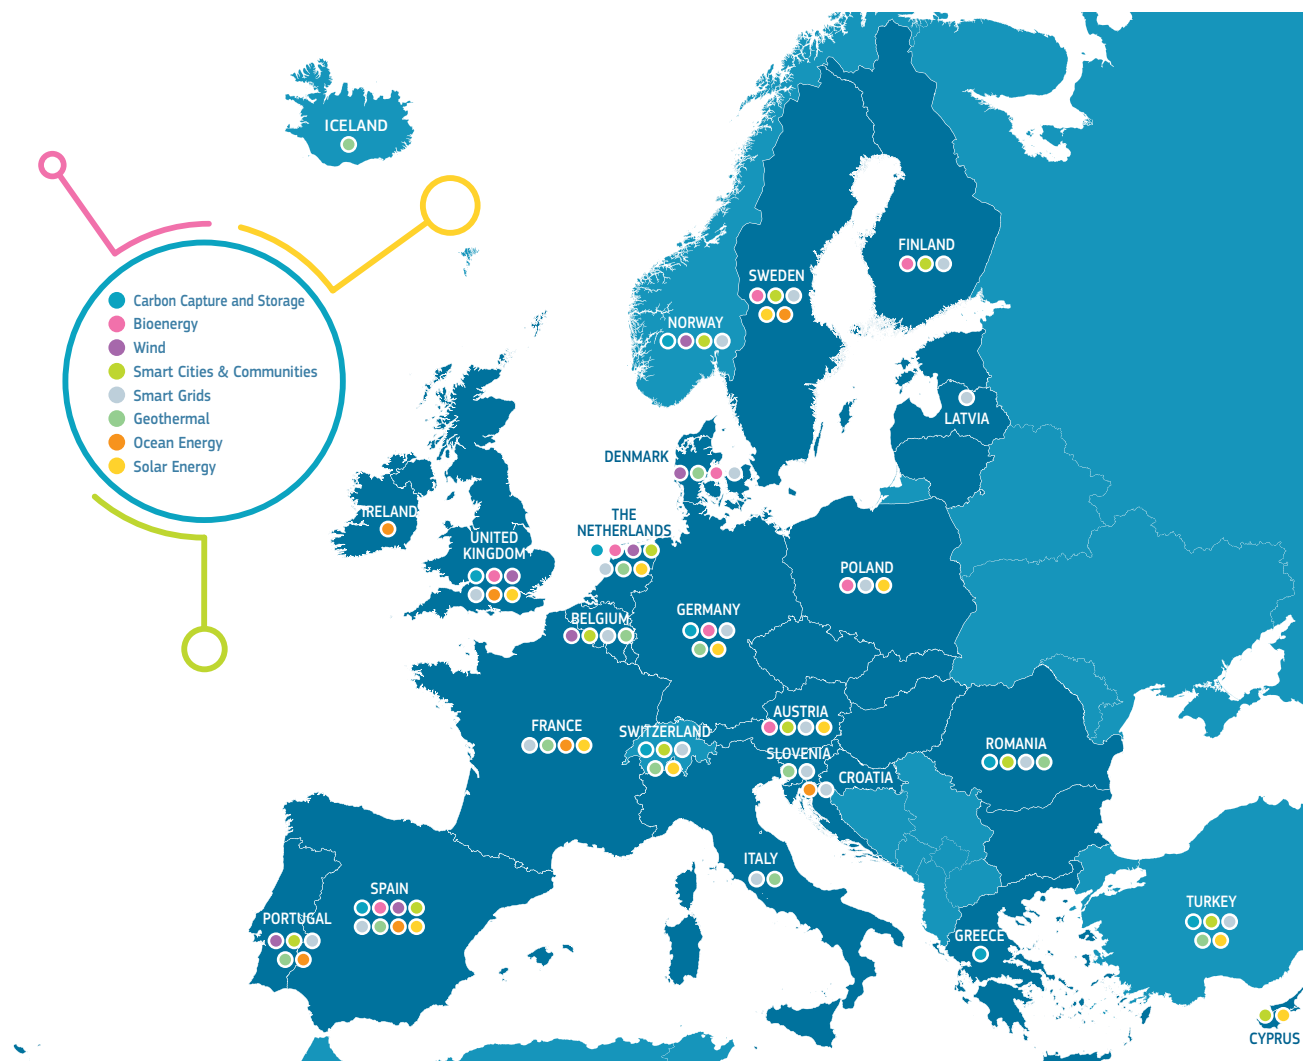 ICELAND
Carbon Capture and Storage
Bioenergy
Wind
Smart Cities & Communities
Smart Grids
Geothermal
Ocean Energy
Solar Energy
FINLAND
SWEDEN
NORWAY
LATVIA
DENMARK
IRELAND
THE
NETHERLANDS
UNITED
KINGDOM
POLAND
GERMANY
BELGIUM
AUSTRIA
FRANCE
SWITZERLAND
SLOVENIA
ROMANIA
CROATIA
ITALY
SPAIN
PORTUGAL
TURKEY
GREECE
CYPRUS